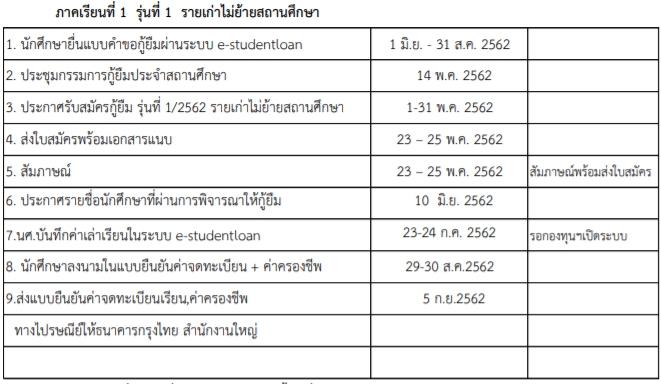 ภาคเรียนที่ 1 รุ่นที่ 1 รายเก่าไม่ย้ายสถานศึกษา
1. นักศึกษายื่นแบบคำขอกู้ยืมผ่านระบบ e-studentloan 1 มิ.ย. - 31 ส.ค. 2562
2. ประชุมกรรมการกู้ยืมประจำสถานศึกษา 14 พ.ค. 2562
3. ประกาศรับสมัครกู้ยืม รุ่นที่ 1/2562 รายเก่าไม่ย้ายสถานศึกษา 1-31 พ.ค. 2562
4. ส่งใบสมัครพร้อมเอกสารแนบ 23 – 25 พ.ค. 2562
5. สัมภาษณ์ 23 – 25 พ.ค. 2562 สัมภาษณ์พร้อมส่งใบสมัคร
6. ประกาศรายชื่อนักศึกษาที่ผ่านการพิจารณาให้กู้ยืม 10 มิ.ย. 2562
7.นศ.บันทึกค่าเล่าเรียนในระบบ e-studentloan 23-24 ก.ค. 2562 รอกองทุนฯเปิดระบบ
8. นักศึกษาลงนามในแบบยืนยันค่าจดทะเบียน + ค่าครองชีพ 29-30 ส.ค.2562
9.ส่งแบบยืนยันค่าจดทะเบียนเรียน,ค่าครองชีพ 5 ก.ย.2562
ทางไปรษณีย์ให้ธนาคารกรุงไทย สำนักงานใหญ่